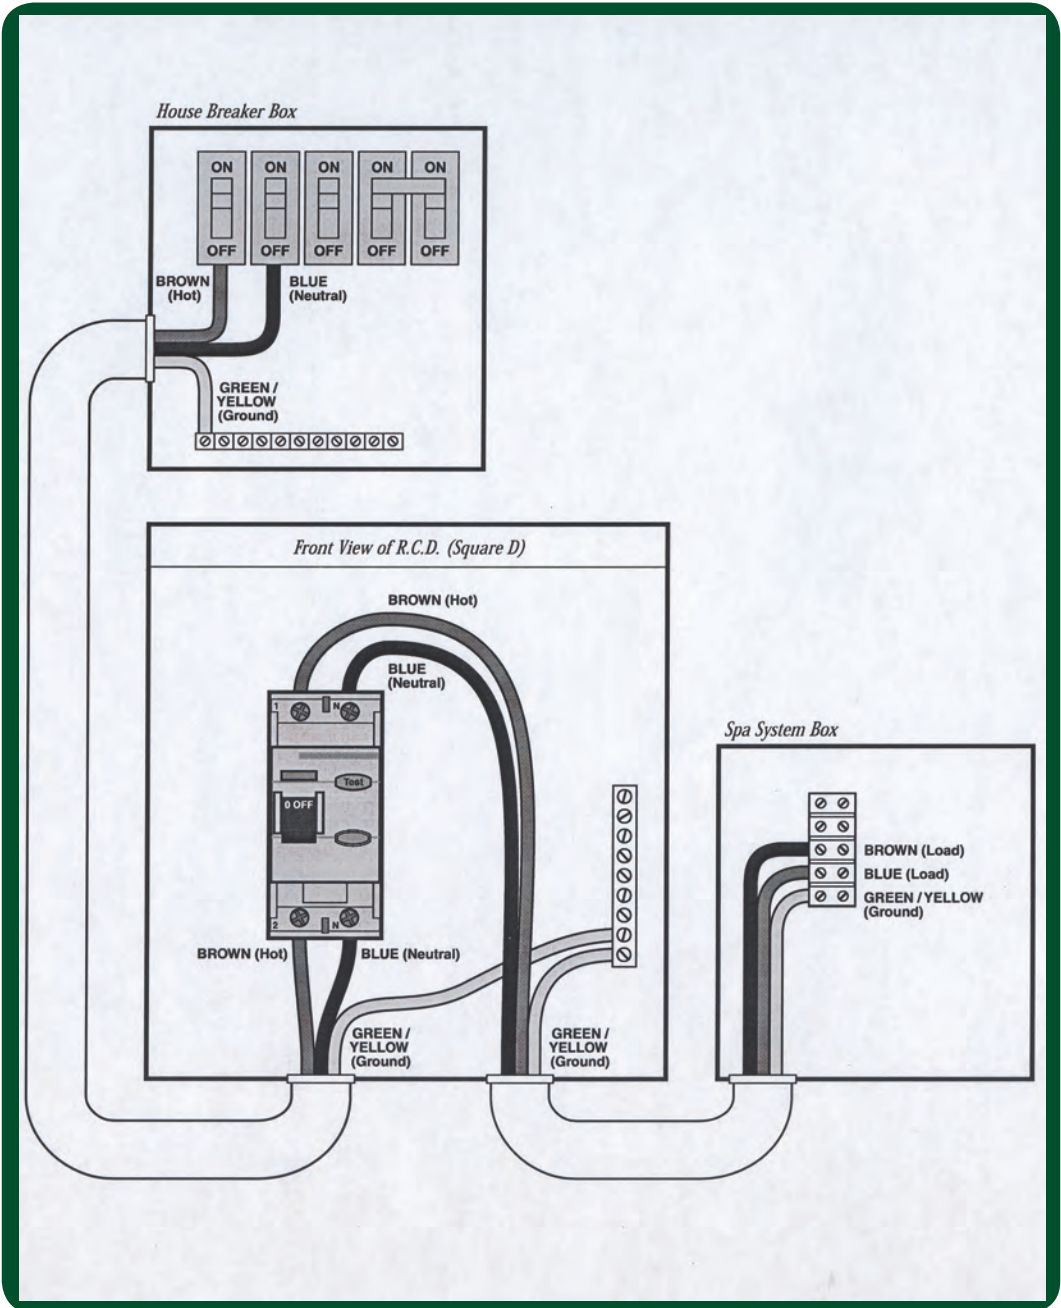 House Breaker Box
ON ON ON ON ON
OFF OFF OFF OFF OFF
BROWN
(Hot)
BLUE
(Neutral)
GREEN /
YELLOW
(Ground)
Front View of R.C.D. (Square D)
BROWN (Hot)
BLUE
(Neutral)
1 N
Test
0 OFF
2 N
BROWN (Hot)
BLUE (Neutral)
GREEN /
YELLOW
(Ground)
GREEN /
YELLOW
(Ground)
Spa System Box
BROWN (Load)
BLUE (Load)
GREEN / YELLOW
(Ground)